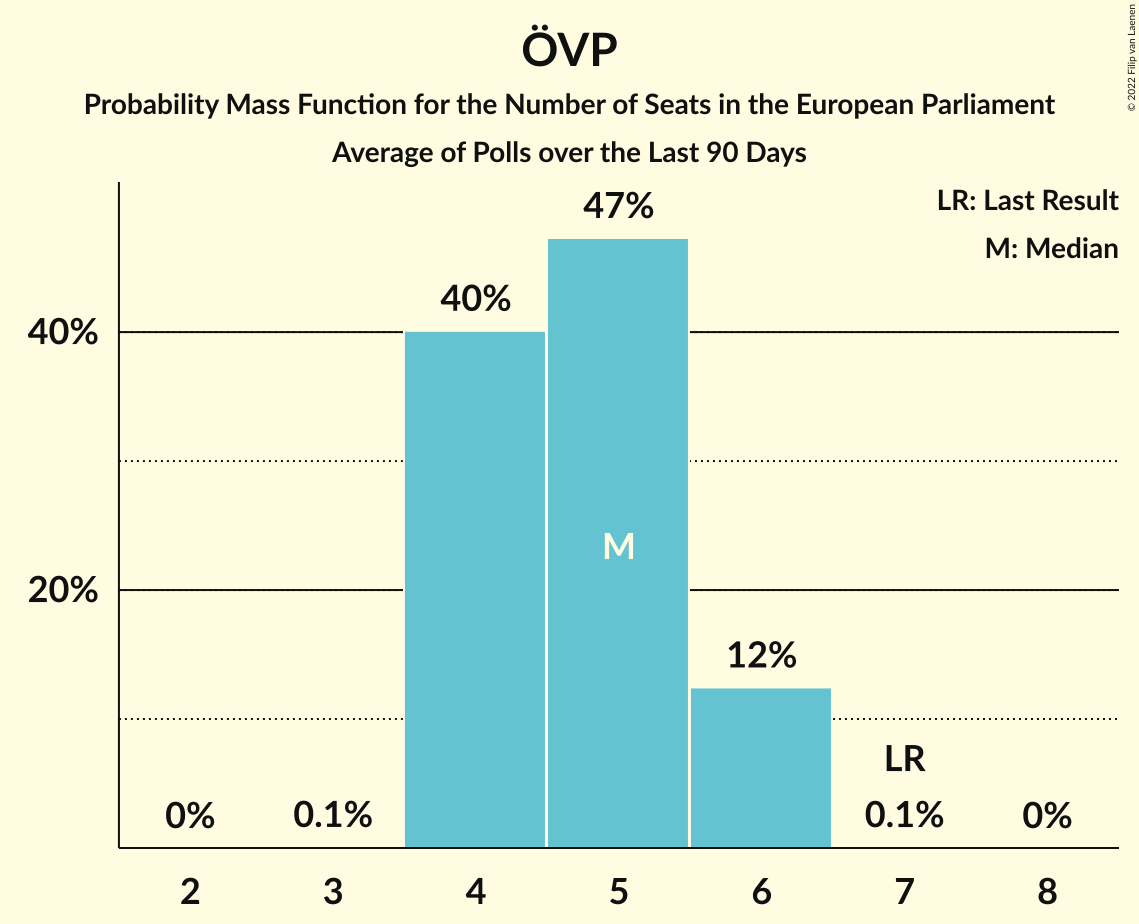 ÖVP
Probability Mass Function for the Number of Seats in the European Parliament
Average of Polls over the Last 90 Days
© 2022 Filip van Laenen
LR: Last Result
M: Median
47%
40%
40%
M
20%
12%
LR
0%
0.1%
0.1%
0%
2 3 4 5 6 7 8